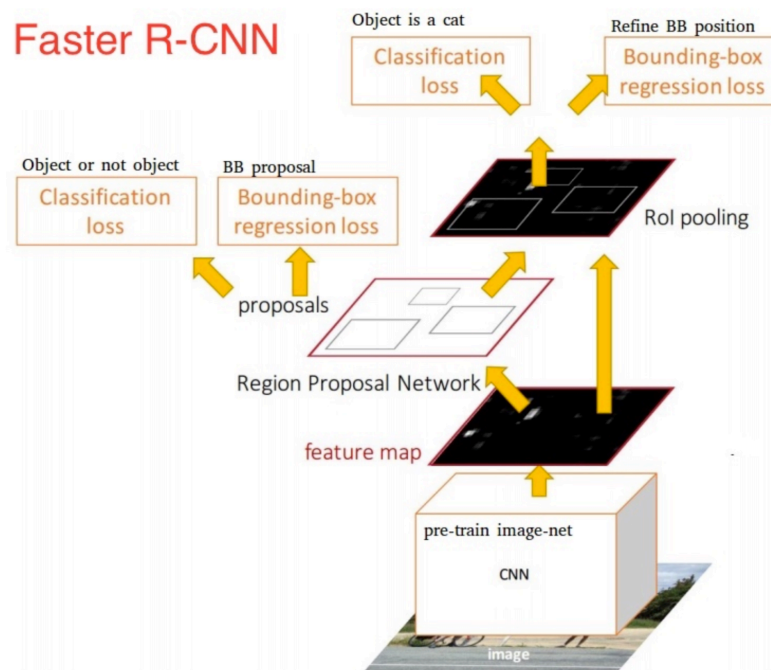 Faster R-CNN
Object is a cat
Classification
loss
Refine BB position
Bounding-box
regression loss
Object or not object
Classification
loss
BB proposal
Bounding-box
regression loss
RoI pooling
proposals
Region Proposal Network
feature map
pre-train image-net
CNN
image